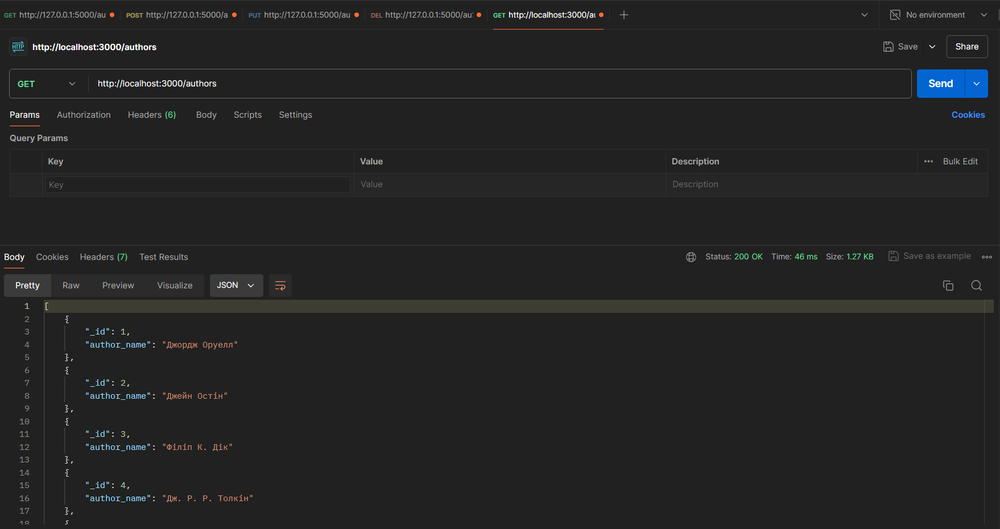 GET http://127.0.0.1:5000/au POST http://127.0.0.1:5000/a PUT http://127.0.0.1:5000/au DEL http://127.0.0.1:5000/au GET http://localhost:3000/au No environment
HTTP http://localhost:3000/authors Save Share
GET http://localhost:3000/authors Send
Params Authorization Headers (6) Body Scripts Settings Cookies
Query Params
Key Value Description Bulk Edit
Key Value Description
Body Cookies Headers (7) Test Results Status: 200 OK Time: 46 ms Size: 1.27 KB Save as example
Pretty Raw Preview Visualize JSON
1 [
2 {
3 "_id": 1,
4 "author_name": "Джордж Оруелл"
5 },
6 {
7 "_id": 2,
8 "author_name": "Джейн Остін"
9 },
10 {
11 "_id": 3,
12 "author_name": "Філіп К. Дік"
13 },
14 {
15 "_id": 4,
16 "author_name": "Дж. Р. Р. Толкін"
17 },
18 {